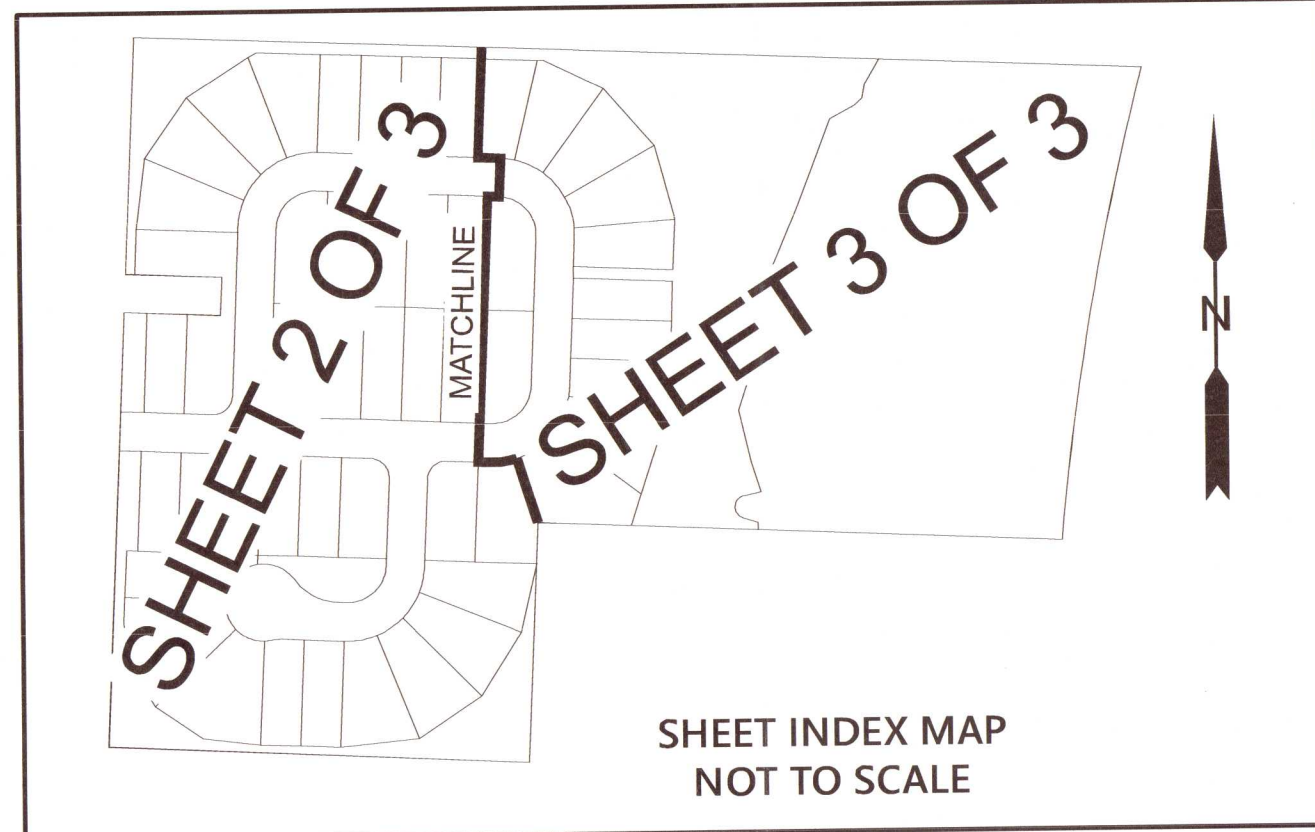 SHEET 2 OF 3
MATCHLINE
SHEET 3 OF 3
N
SHEET INDEX MAP
NOT TO SCALE